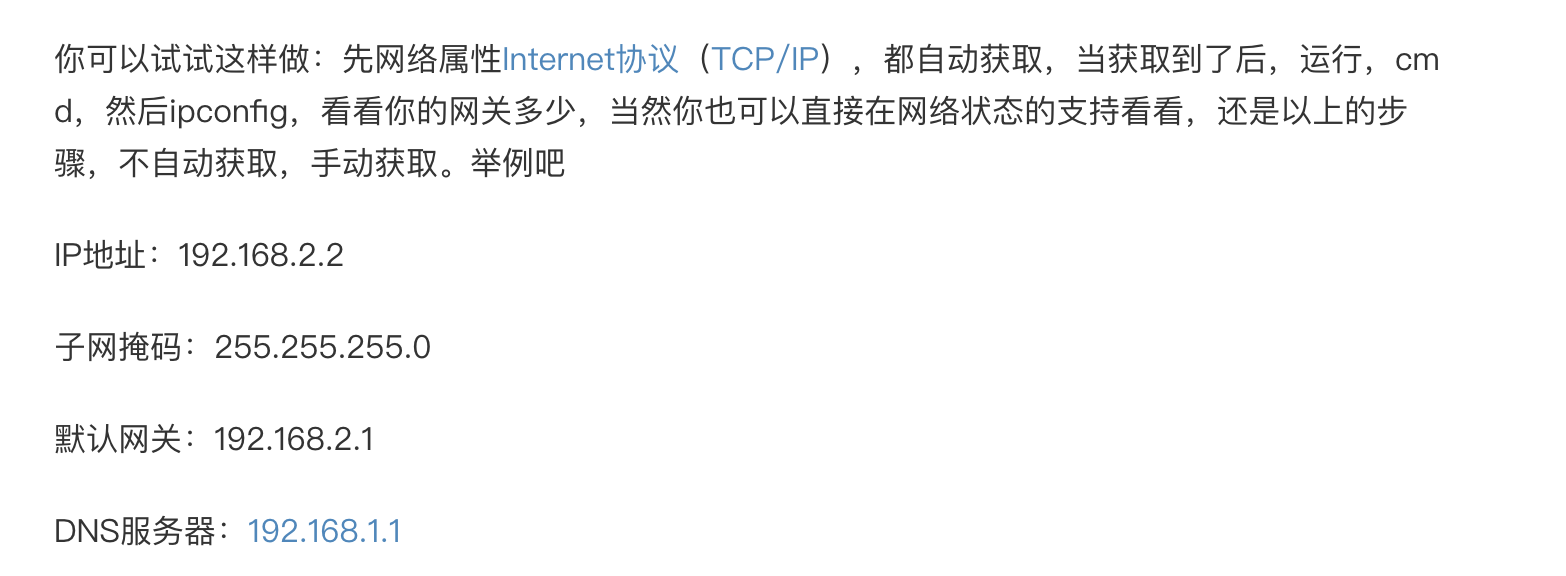 你可以试试这样做：先网络属性Internet协议（TCP/IP），都自动获取，当获取到了后，运行，cm
d，然后ipconfig，看看你的网关多少，当然你也可以直接在网络状态的支持看看，还是以上的步
骤，不自动获取，手动获取。举例吧
IP地址：192.168.2.2
子网掩码：255.255.255.0
默认网关：192.168.2.1
DNS服务器：192.168.1.1